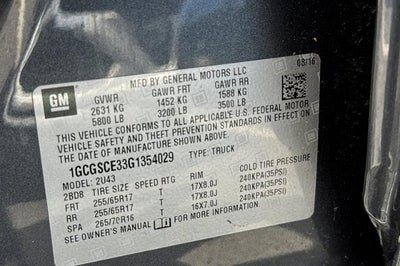 MFD BY GENERAL MOTORS LLC 08/16
GM
GVWR GAWR FRT GAWR RR
2631 KG 1452 KG 1588 KG
5800 LB 3200 LB 3500 LB
THIS VEHICLE CONFORMS TO ALL APPLICABLE U.S. FEDERAL MOTOR
VEHICLE SAFETY AND THEFT PREVENTION STANDARDS IN EFFECT ON
THE DATE OF MANUFACTURE SHOWN ABOVE.
1GCGSCE33G1354029 TYPE: TRUCK
MODEL: 2U43
2BD8 TIRE SIZE SPEED RTG RIM COLD TIRE PRESSURE
FRT 255/65R17 T 17X8.0J 240KPA(35PSI)
RR 255/65R17 T 17X8.0J 240KPA(35PSI)
SPA 265/70R16 T 16X7.0J 240KPA(35PSI)
SEE OWNER'S MANUAL FOR ADDITIONAL INFORMATION.